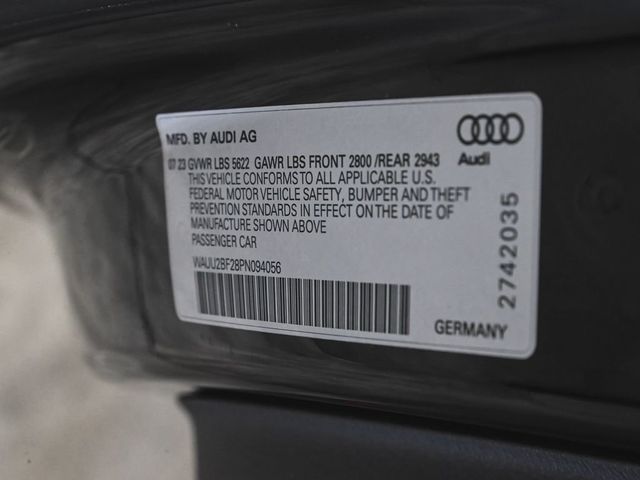 MFD. BY AUDI AG
Audi
07 23 GVWR LBS 5622 GAWR LBS FRONT 2800 /REAR 2943
THIS VEHICLE CONFORMS TO ALL APPLICABLE U.S.
FEDERAL MOTOR VEHICLE SAFETY, BUMPER AND THEFT
PREVENTION STANDARDS IN EFFECT ON THE DATE OF
MANUFACTURE SHOWN ABOVE
PASSENGER CAR
WAUU2BF28PN094056
2742035
GERMANY